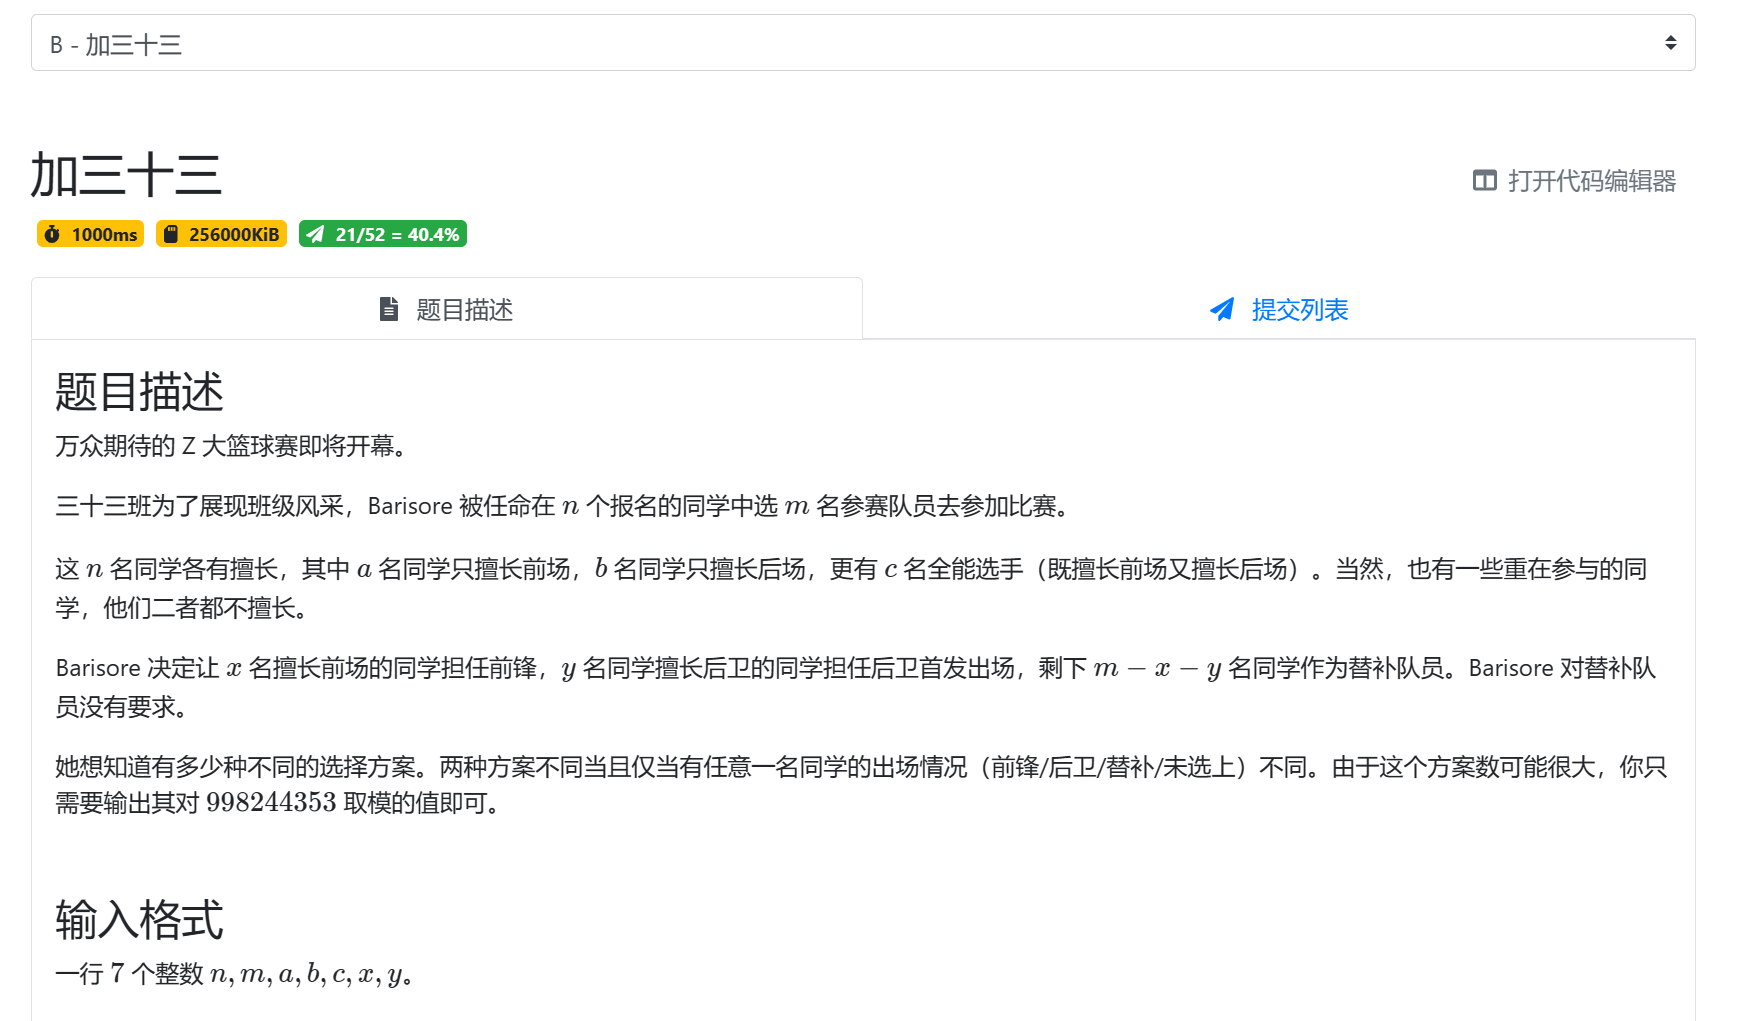 B - 加三十三
加三十三
打开代码编辑器
1000ms 256000KiB 21/52 = 40.4%
题目描述 提交列表
题目描述
万众期待的 Z 大篮球赛即将开幕。
三十三班为了展现班级风采，Barisore 被任命在 n 个报名的同学中选 m 名参赛队员去参加比赛。
这 n 名同学各有擅长，其中 a 名同学只擅长前场，b 名同学只擅长后场，更有 c 名全能选手（既擅长前场又擅长后场）。当然，也有一些重在参与的同
学，他们二者都不擅长。
Barisore 决定让 x 名擅长前场的同学担任前锋，y 名同学擅长后卫的同学担任后卫首发出场，剩下 m − x − y 名同学作为替补队员。Barisore 对替补队
员没有要求。
她想知道有多少种不同的选择方案。两种方案不同当且仅当有任意一名同学的出场情况（前锋/后卫/替补/未选上）不同。由于这个方案数可能很大，你只
需要输出其对 998244353 取模的值即可。
输入格式
一行 7 个整数 n, m, a, b, c, x, y。